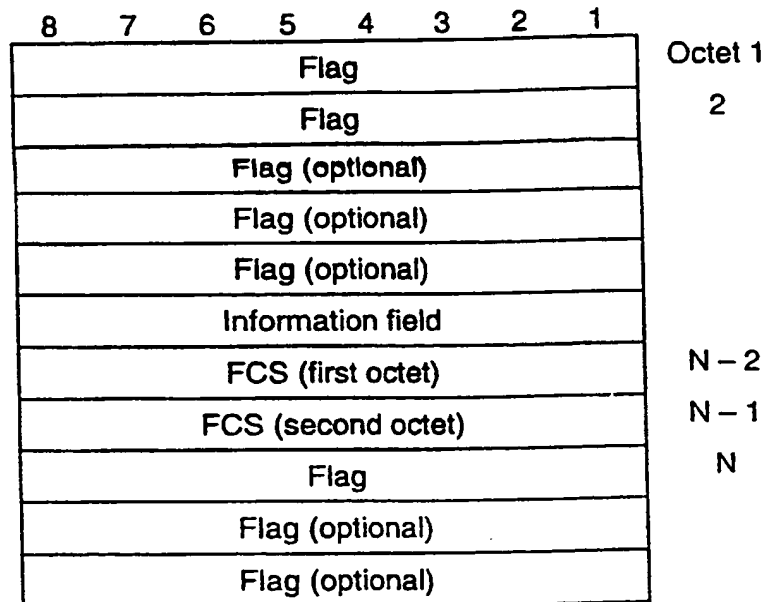 8 7 6 5 4 3 2 1
Flag Octet 1
Flag 2
Flag (optional)
Flag (optional)
Flag (optional)
Information field
FCS (first octet) N – 2
FCS (second octet) N – 1
Flag N
Flag (optional)
Flag (optional)